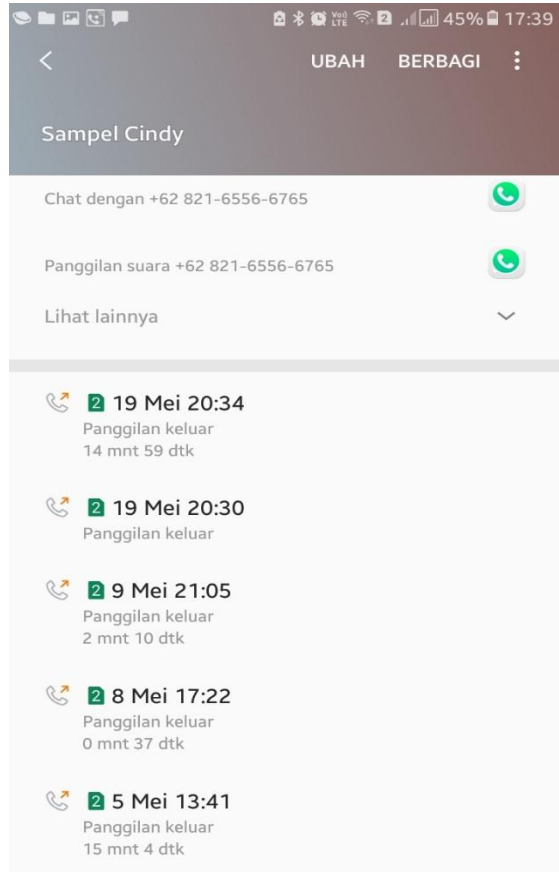 Voo) LTE 2 45% 17:39
UBAH BERBAGI
Sampel Cindy
Chat dengan +62 821-6556-6765
Panggilan suara +62 821-6556-6765
Lihat lainnya
2 19 Mei 20:34
Panggilan keluar
14 mnt 59 dtk
2 19 Mei 20:30
Panggilan keluar
2 9 Mei 21:05
Panggilan keluar
2 mnt 10 dtk
2 8 Mei 17:22
Panggilan keluar
0 mnt 37 dtk
2 5 Mei 13:41
Panggilan keluar
15 mnt 4 dtk